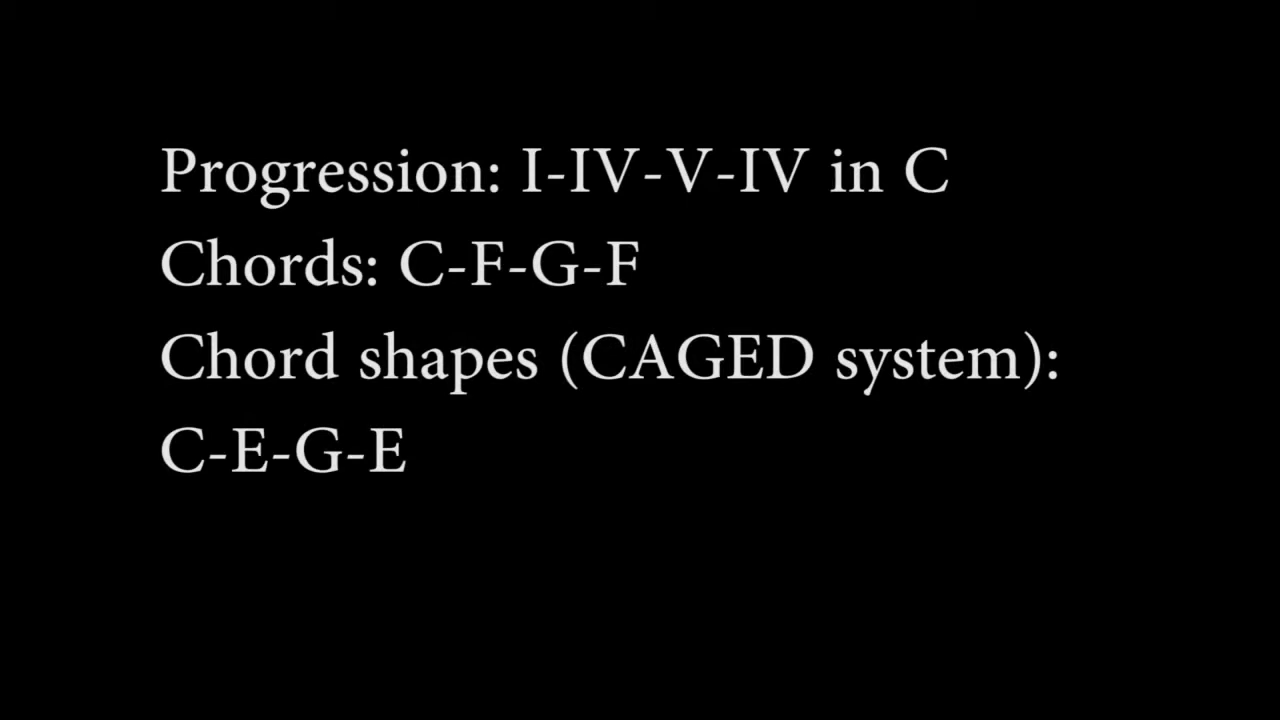 Progression: I-IV-V-IV in C
Chords: C-F-G-F
Chord shapes (CAGED system):
C-E-G-E